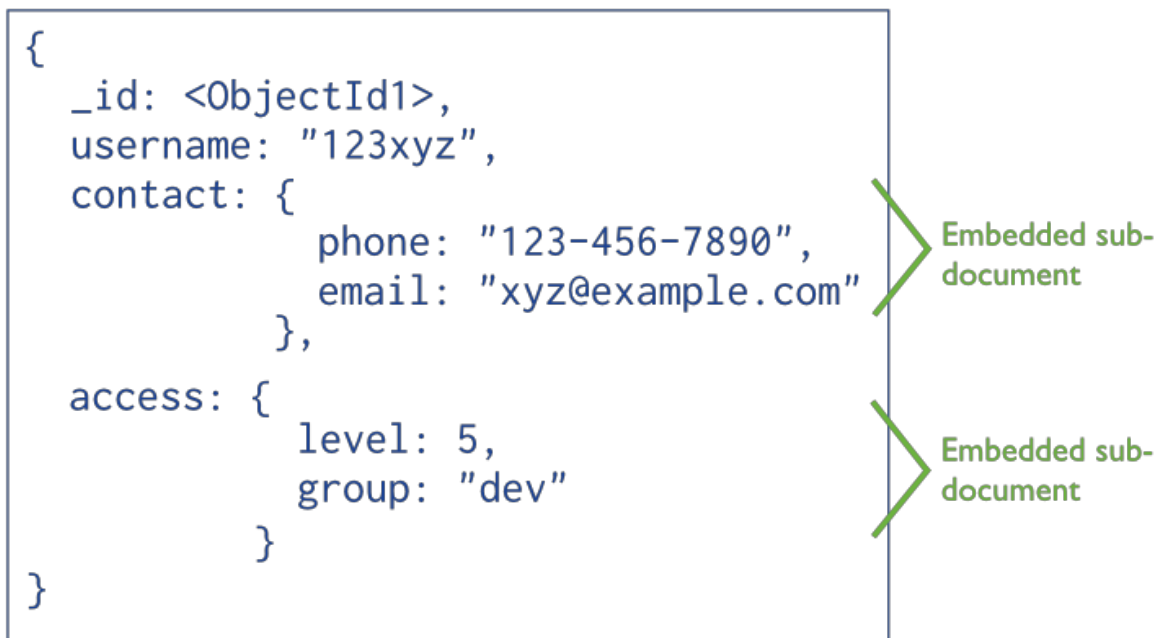 {
_id: <ObjectId1>,
username: "123xyz",
contact: {
phone: "123-456-7890",
email: "xyz@example.com"
},
access: {
level: 5,
group: "dev"
}
}
Embedded sub-
document
Embedded sub-
document